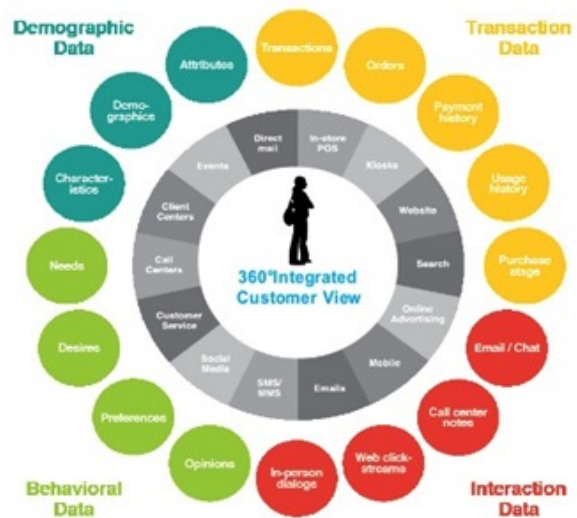 Demographic
Data
Transaction
Data
Attributes
Transactions
Orders
Demo-
graphics
Payment
history
Character-
istics
Usage
history
Needs
Purchase
stage
Desires
Email / Chat
Preferences
Call center
notes
Opinions
In-person
dialogs
Web click-
streams
Behavioral
Data
Interaction
Data
Direct
mail
In-store
POS
Kiosks
Website
Search
Online
Advertising
Mobile
Emails
SMS/
MMS
Social
Media
Customer
Service
Call
Centers
Client
Centers
Events
360°Integrated
Customer View